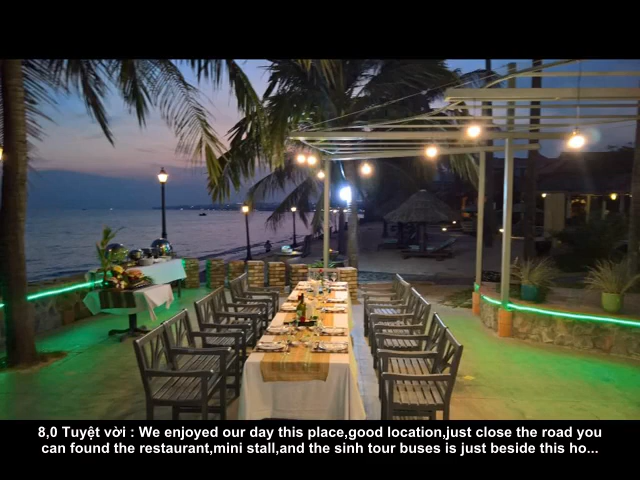 8,0 Tuyệt vời : We enjoyed our day this place,good location,just close the road you
can found the restaurant,mini stall,and the sinh tour buses is just beside this ho...